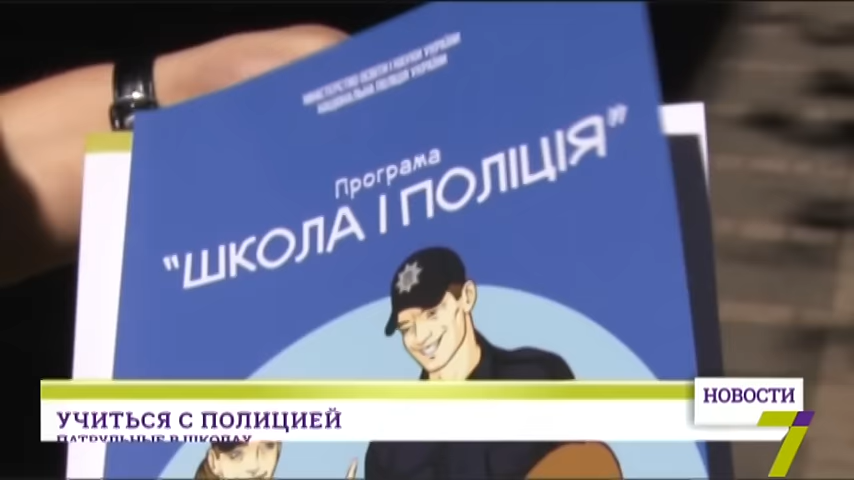 МІНІСТЕРСТВО ОСВІТИ І НАУКИ УКРАЇНИ
НАЦІОНАЛЬНА ПОЛІЦІЯ УКРАЇНИ
Програма
"ШКОЛА І ПОЛІЦІЯ"
НОВОСТИ
УЧИТЬСЯ С ПОЛИЦИЕЙ
ПАТРУЛЬНЫЕ В ШКОЛАХ
7